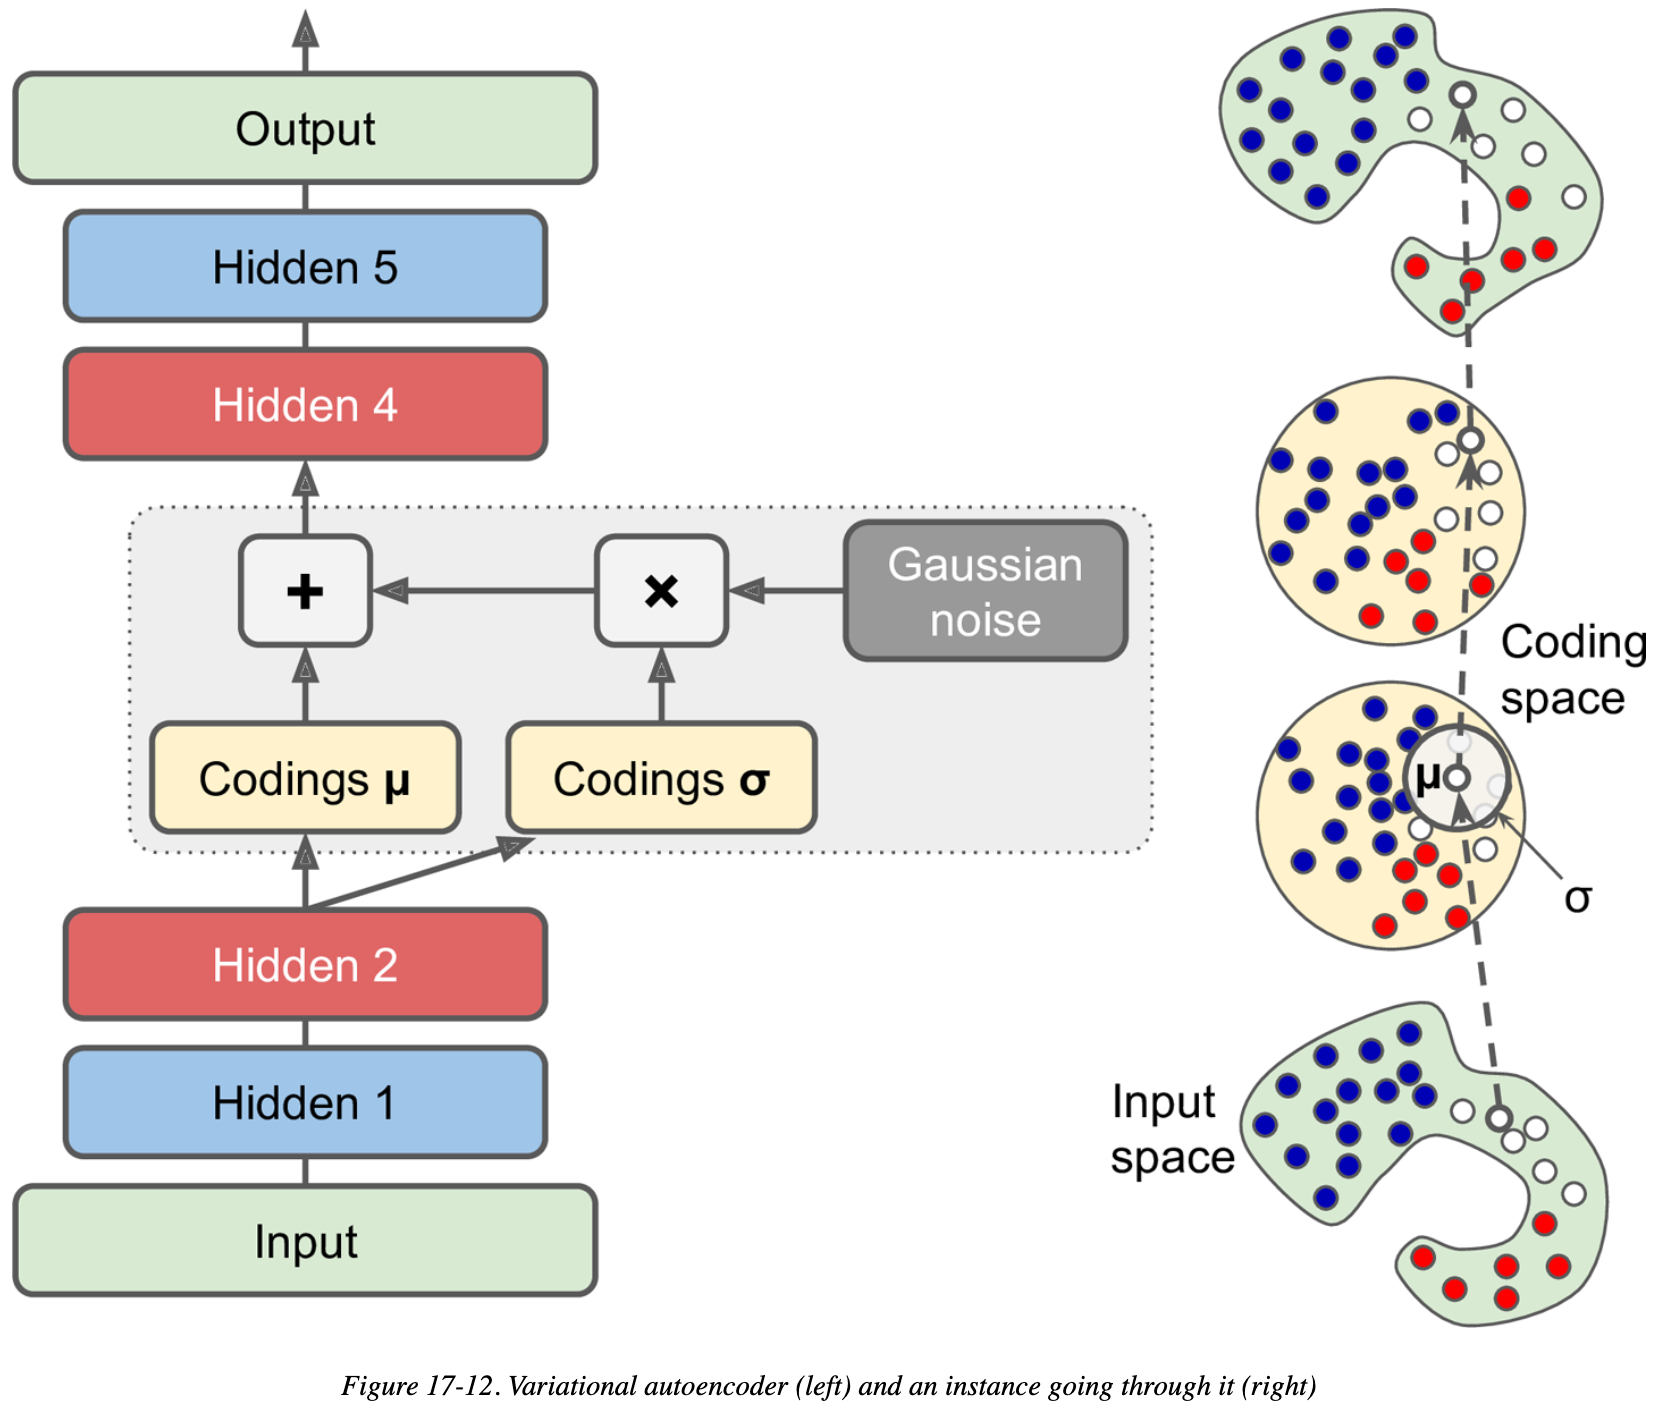 Output
Hidden 5
Hidden 4
+
×
Gaussian
noise
Codings μ
Codings σ
Hidden 2
Hidden 1
Input
Coding
space
μ
σ
Input
space
Figure 17-12. Variational autoencoder (left) and an instance going through it (right)